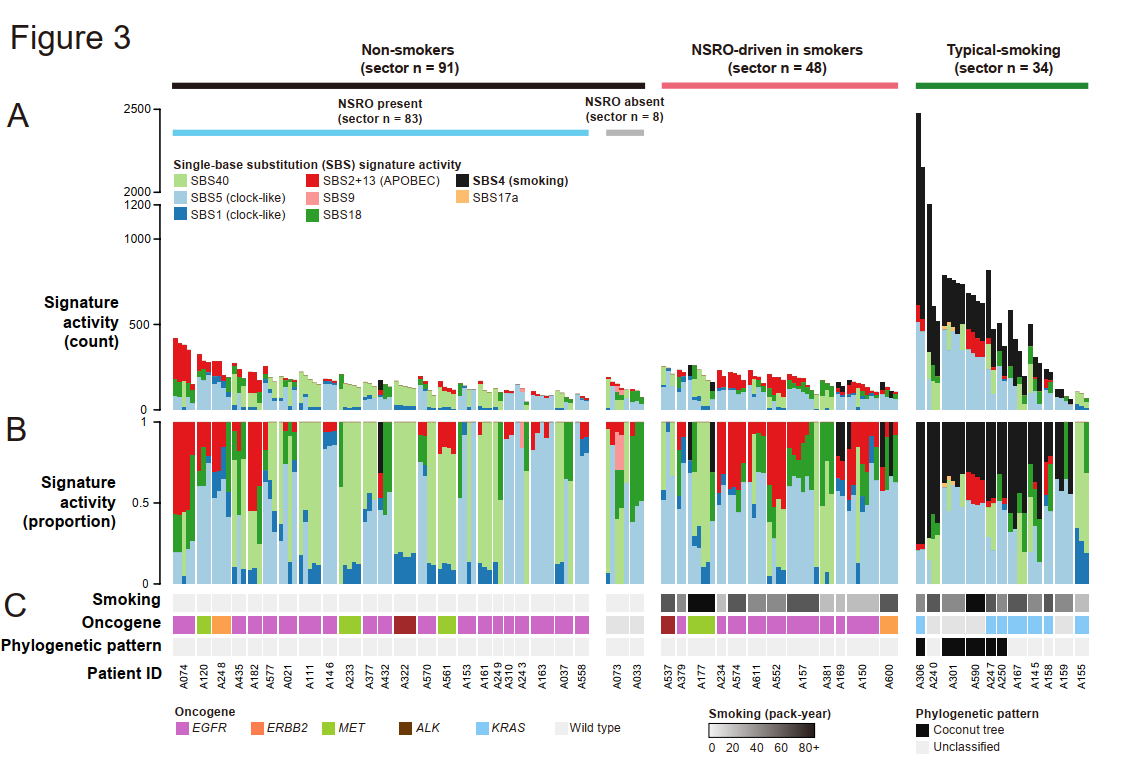 Figure 3
Non-smokers
(sector n = 91)
NSRO-driven in smokers
(sector n = 48)
Typical-smoking
(sector n = 34)
A
NSRO present
(sector n = 83)
NSRO absent
(sector n = 8)
Single-base substitution (SBS) signature activity
SBS40
SBS2+13 (APOBEC)
SBS4 (smoking)
SBS5 (clock-like)
SBS9
SBS17a
SBS1 (clock-like)
SBS18
2500
2000
1200
1000
500
0
Signature
activity
(count)
B
1
0.5
0
Signature
activity
(proportion)
C
Smoking
Oncogene
Phylogenetic pattern
Patient ID
A074
A120
A248
A435
A182
A577
A021
A111
A146
A233
A377
A432
A322
A570
A561
A153
A161
A249
A310
A243
A163
A037
A558
A073
A033
A537
A379
A177
A234
A574
A611
A552
A157
A381
A169
A150
A600
A306
A240
A301
A590
A247
A250
A167
A145
A158
A199
A155
Oncogene
EGFR
ERBB2
MET
ALK
KRAS
Wild type
Smoking (pack-year)
0 20 40 60 80+
Phylogenetic pattern
Coconut tree
Unclassified